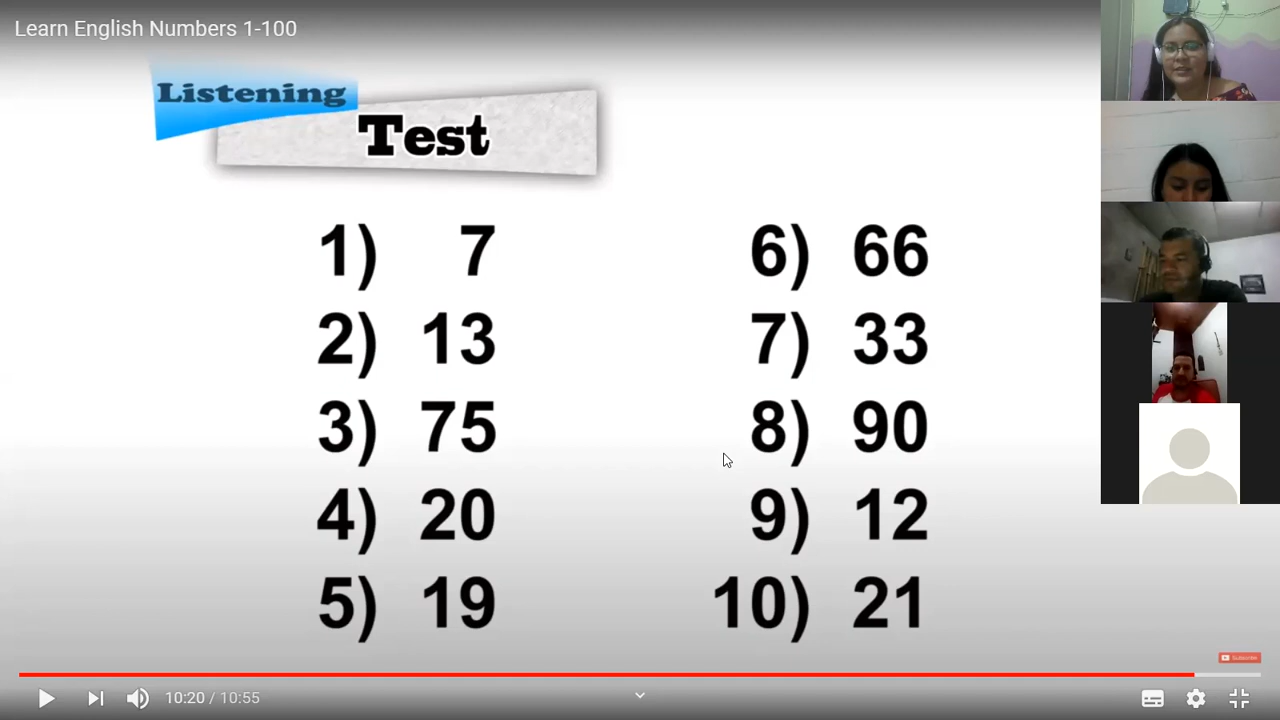 Learn English Numbers 1-100
Listening
Test
1) 7
2) 13
3) 75
4) 20
5) 19
6) 66
7) 33
8) 90
9) 12
10) 21
Subscribe
10:20 / 10:55